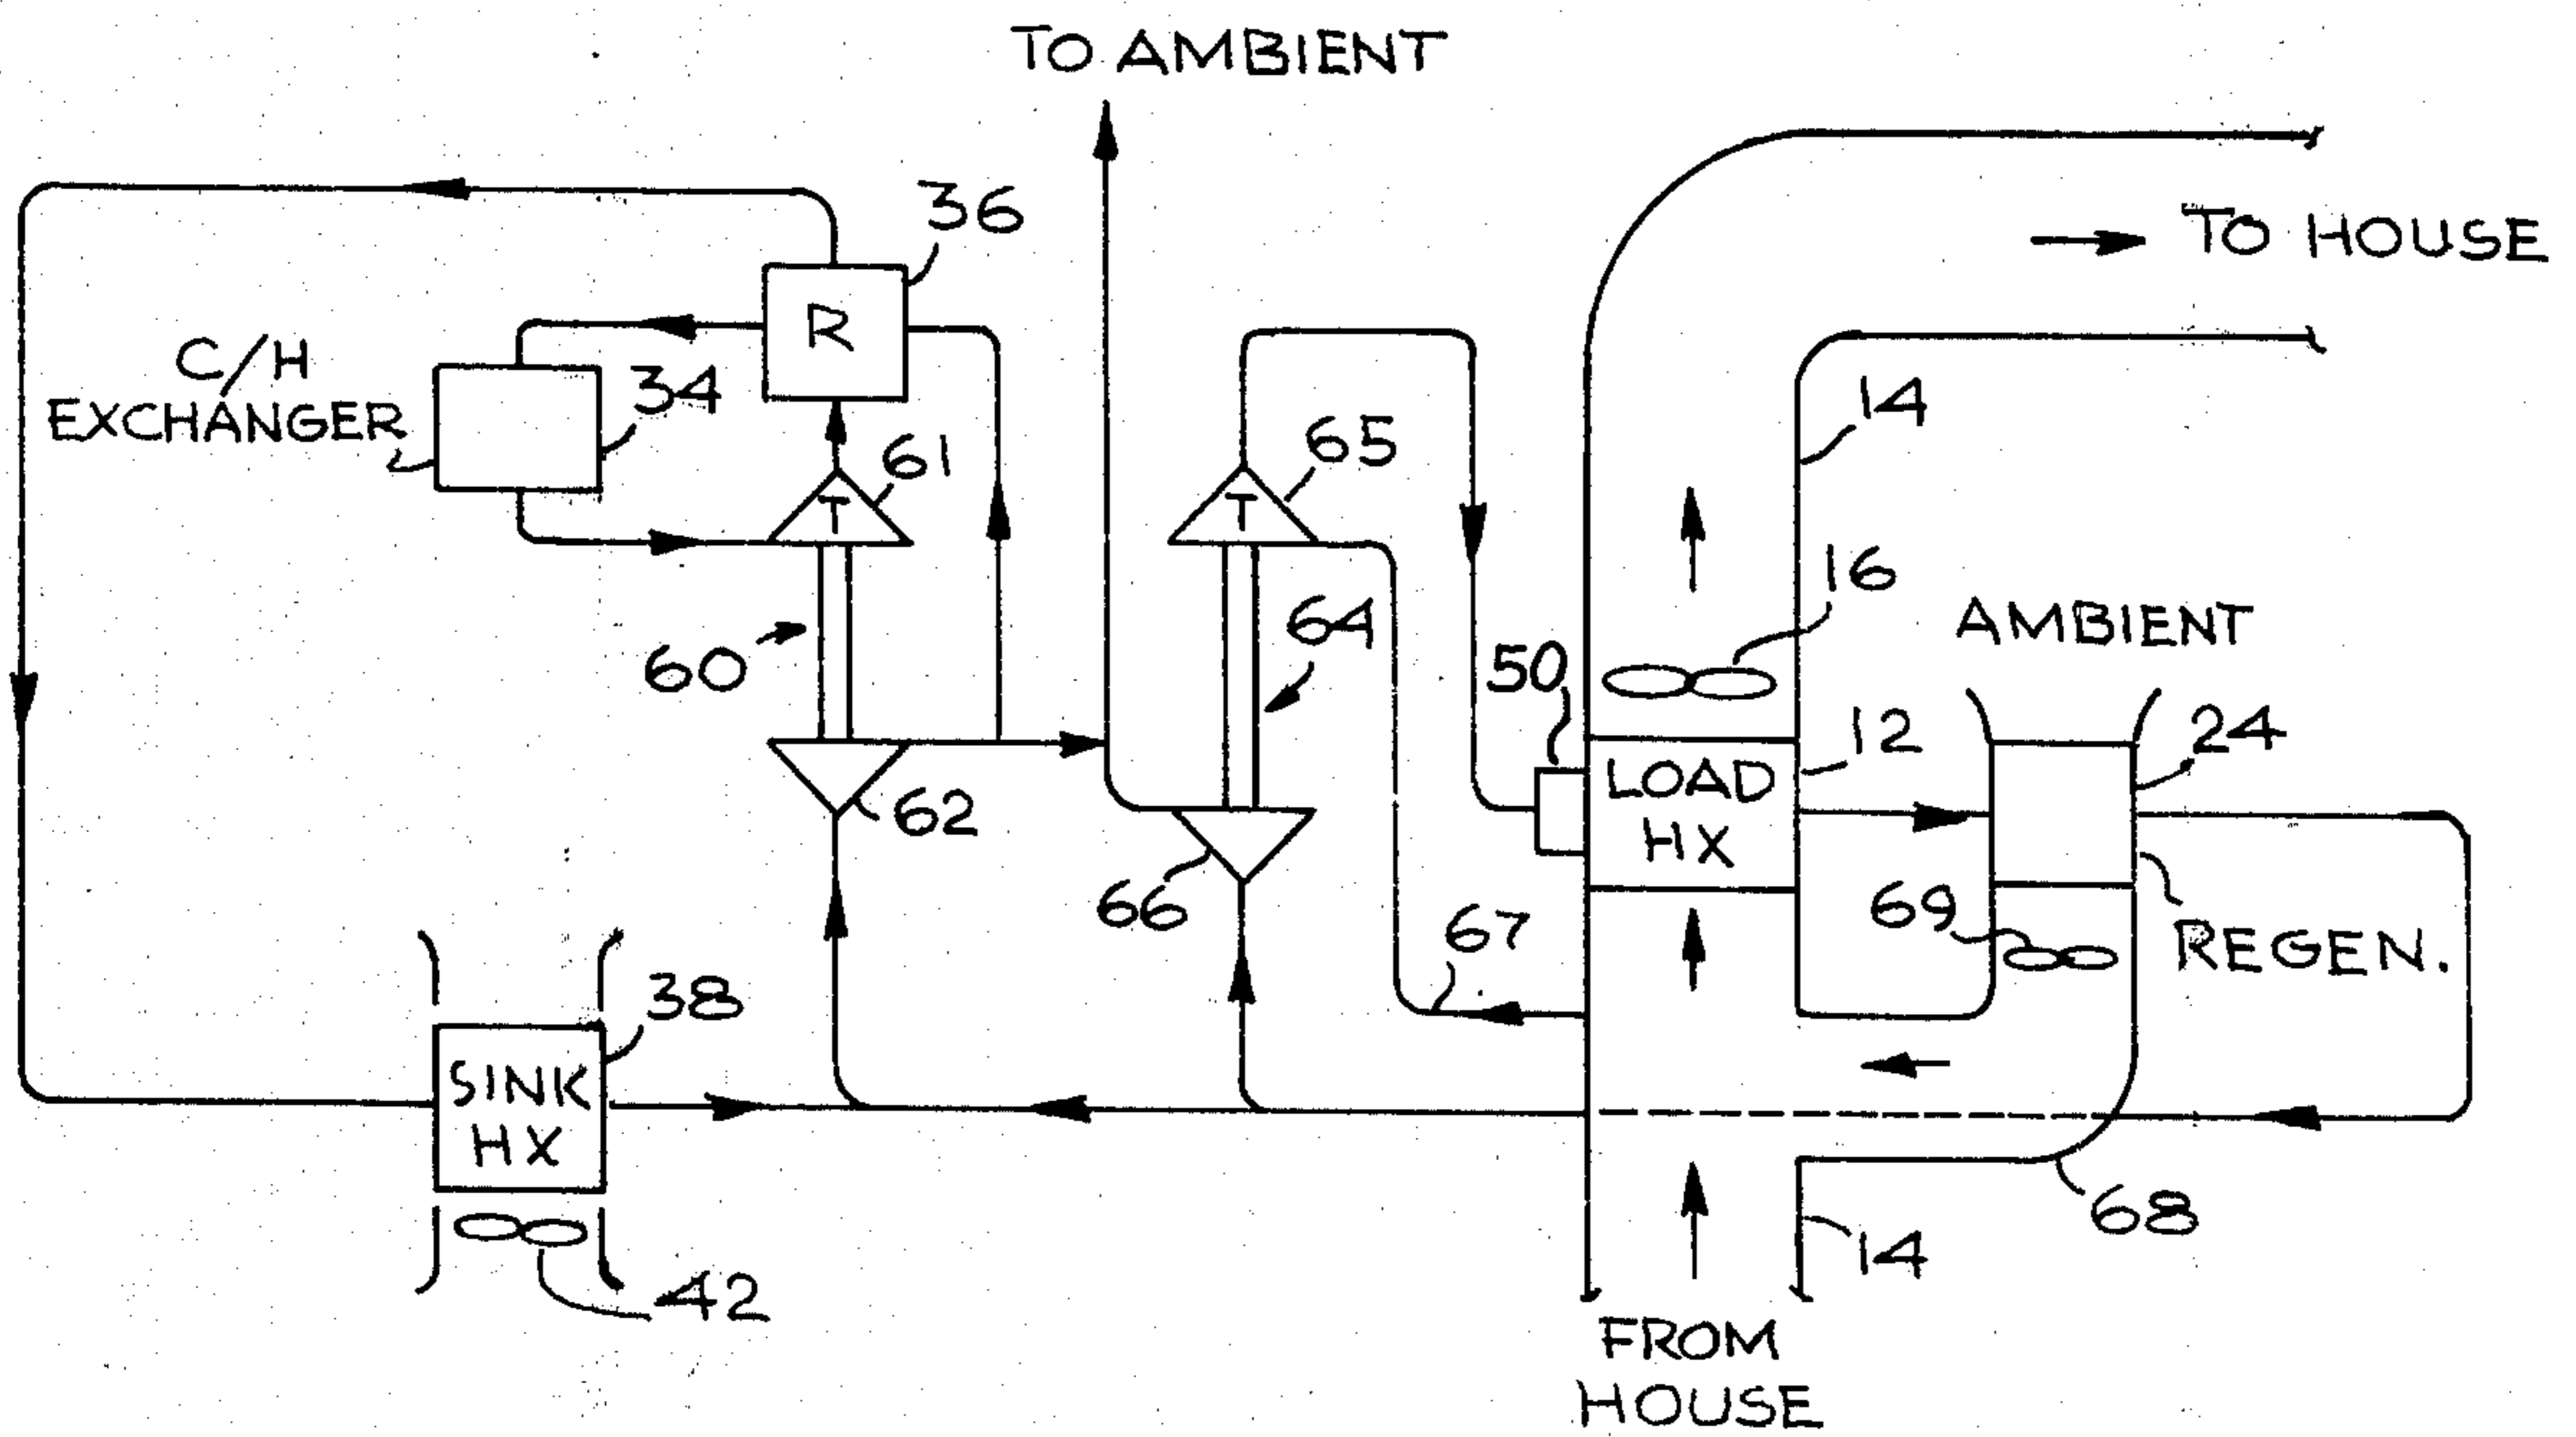 TO AMBIENT
36
TO HOUSE
R
C/H
EXCHANGER
34
14
61
65
T
T
16
60
64
AMBIENT
50
12
24
LOAD
HX
62
66
69
67
REGEN.
38
SINK
HX
68
14
42
FROM
HOUSE